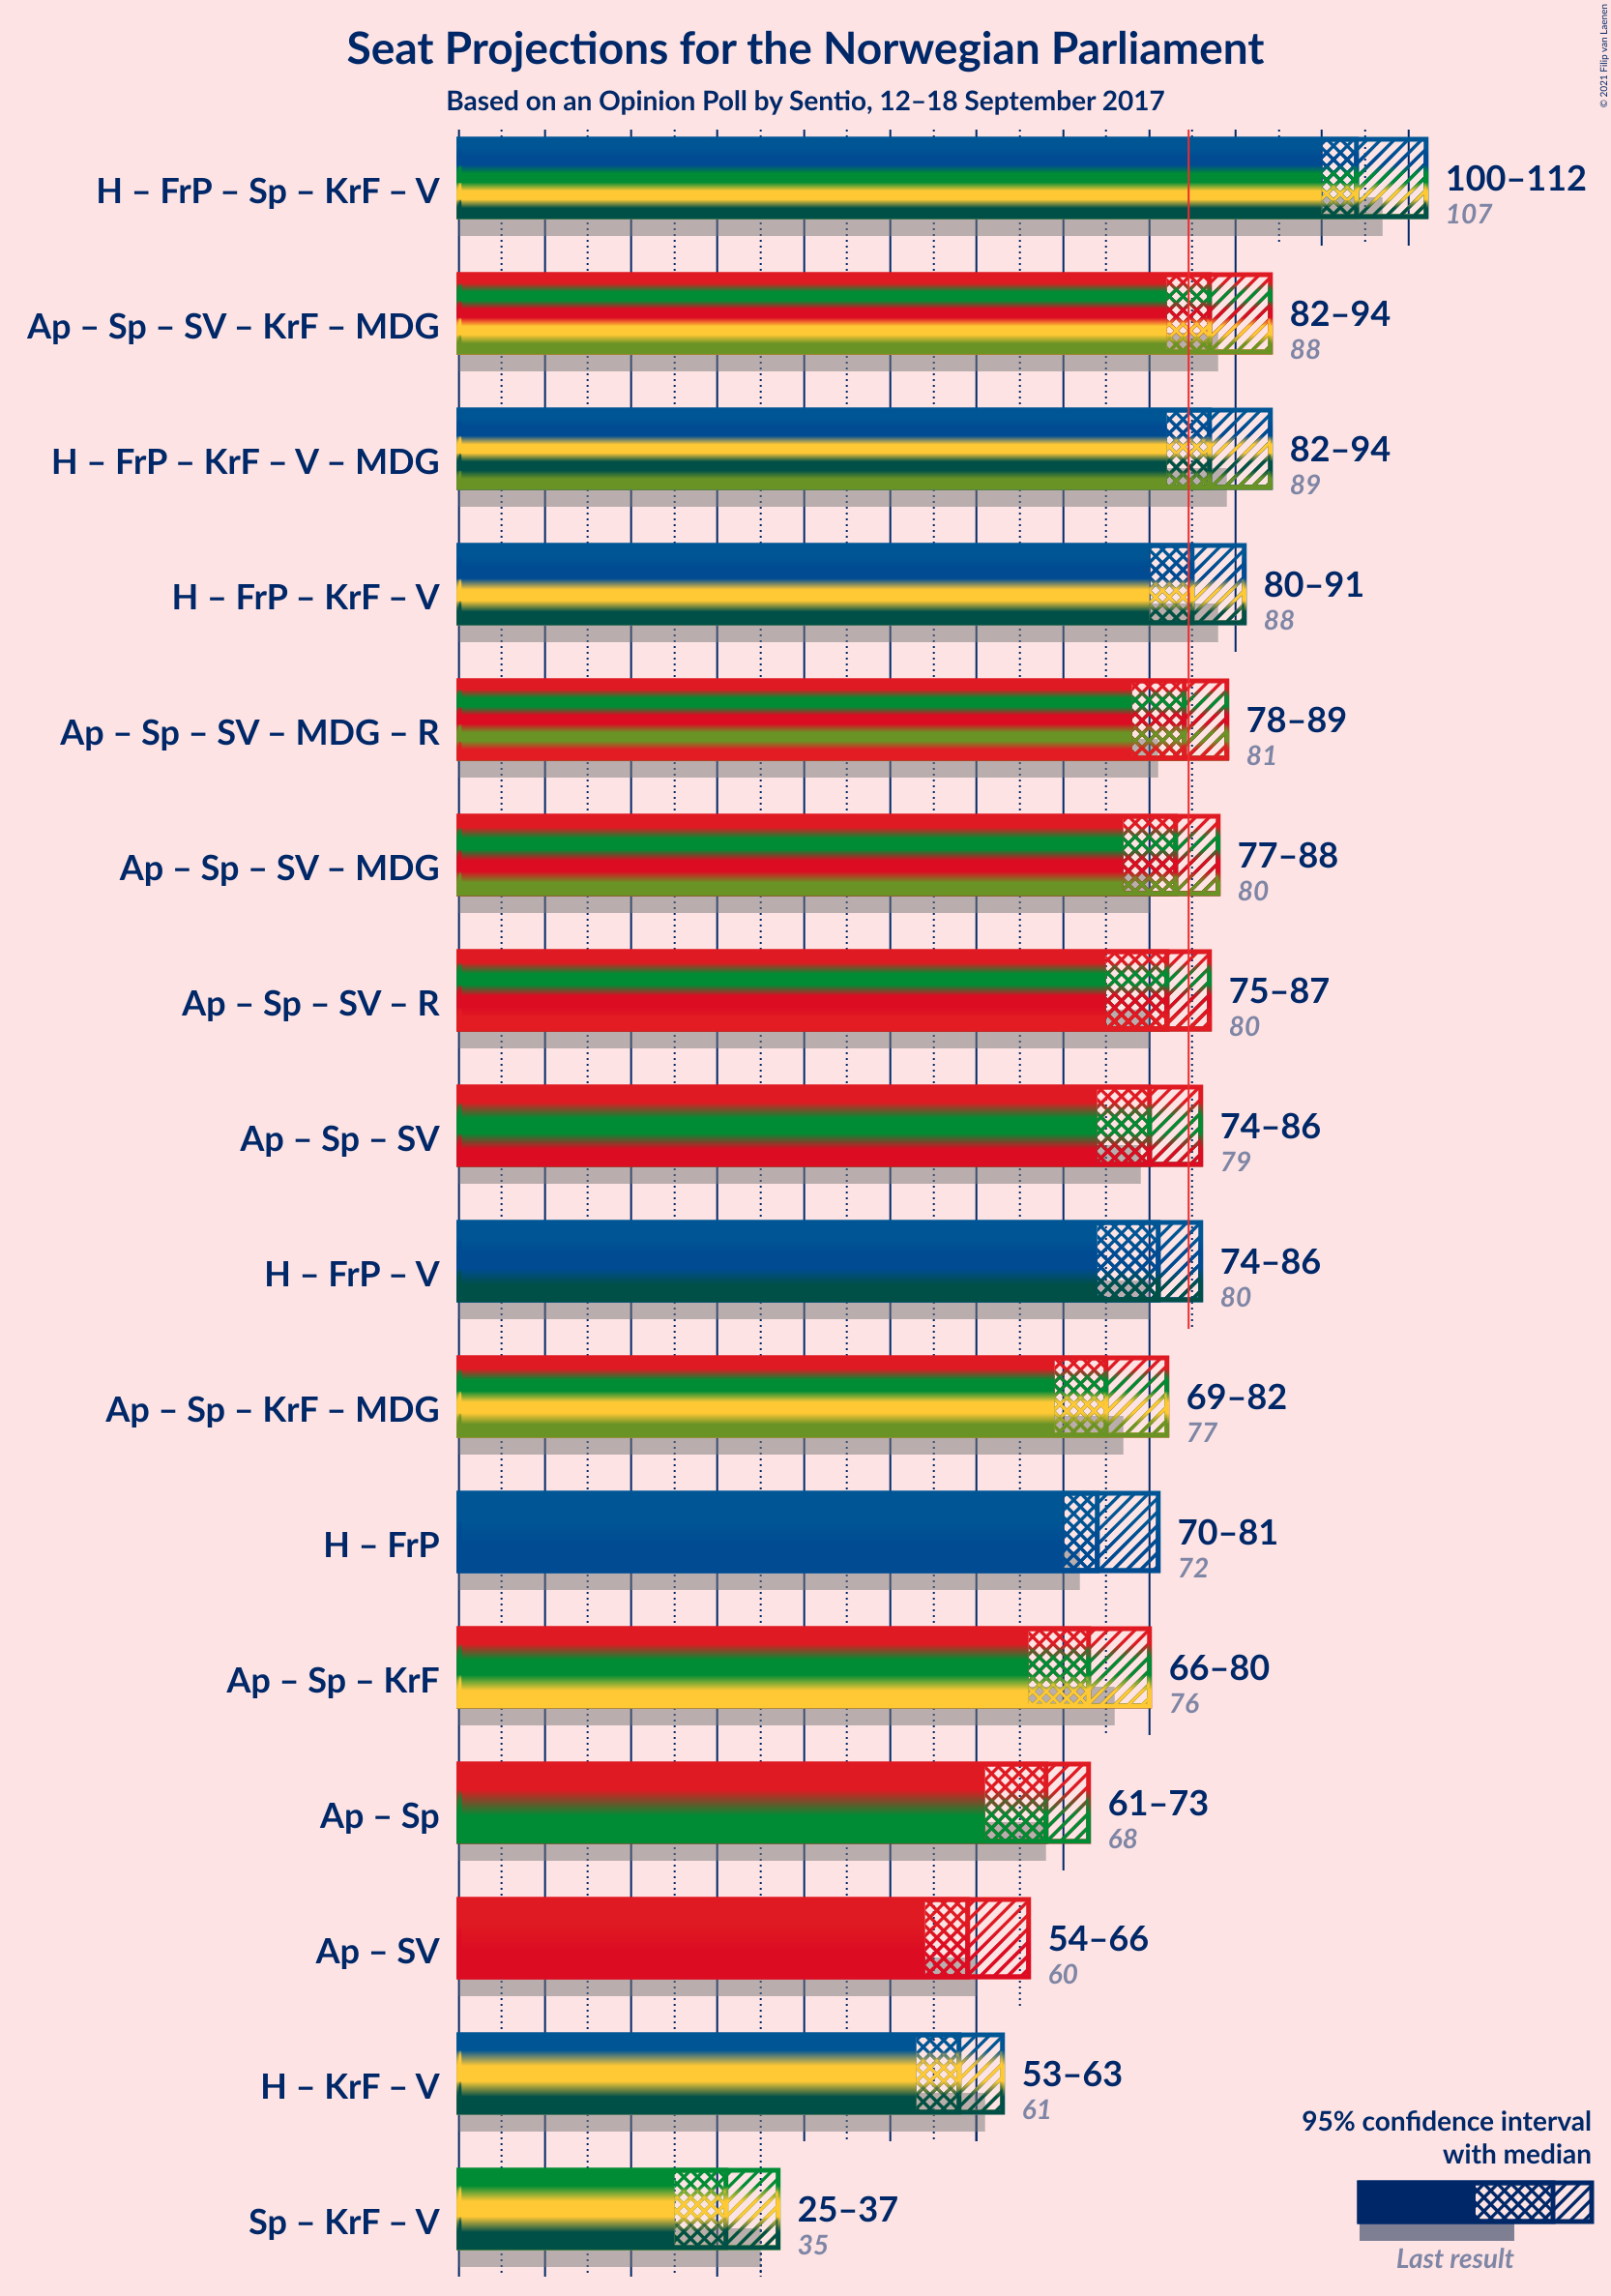 Seat Projections for the Norwegian Parliament
Based on an Opinion Poll by Sentio, 12–18 September 2017
© 2021 Filip van Laenen
H – FrP – Sp – KrF – V
100–112
107
Ap – Sp – SV – KrF – MDG
82–94
88
H – FrP – KrF – V – MDG
82–94
89
H – FrP – KrF – V
80–91
88
Ap – Sp – SV – MDG – R
78–89
81
Ap – Sp – SV – MDG
77–88
80
Ap – Sp – SV – R
75–87
80
Ap – Sp – SV
74–86
79
H – FrP – V
74–86
80
Ap – Sp – KrF – MDG
69–82
77
H – FrP
70–81
72
Ap – Sp – KrF
66–80
76
Ap – Sp
61–73
68
Ap – SV
54–66
60
H – KrF – V
53–63
61
Sp – KrF – V
25–37
35
95% confidence interval
with median
Last result